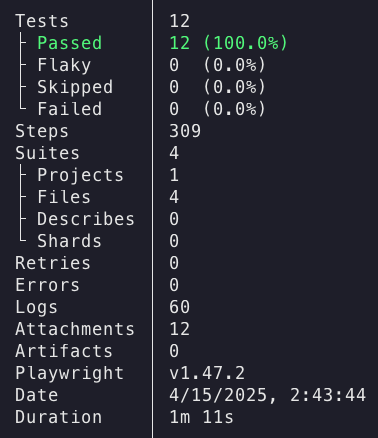 Tests 12
├ Passed 12 (100.0%)
├ Flaky 0 (0.0%)
├ Skipped 0 (0.0%)
└ Failed 0 (0.0%)
Steps 309
Suites 4
├ Projects 1
├ Files 4
├ Describes 0
└ Shards 0
Retries 0
Errors 0
Logs 60
Attachments 12
Artifacts 0
Playwright v1.47.2
Date 4/15/2025, 2:43:44
Duration 1m 11s